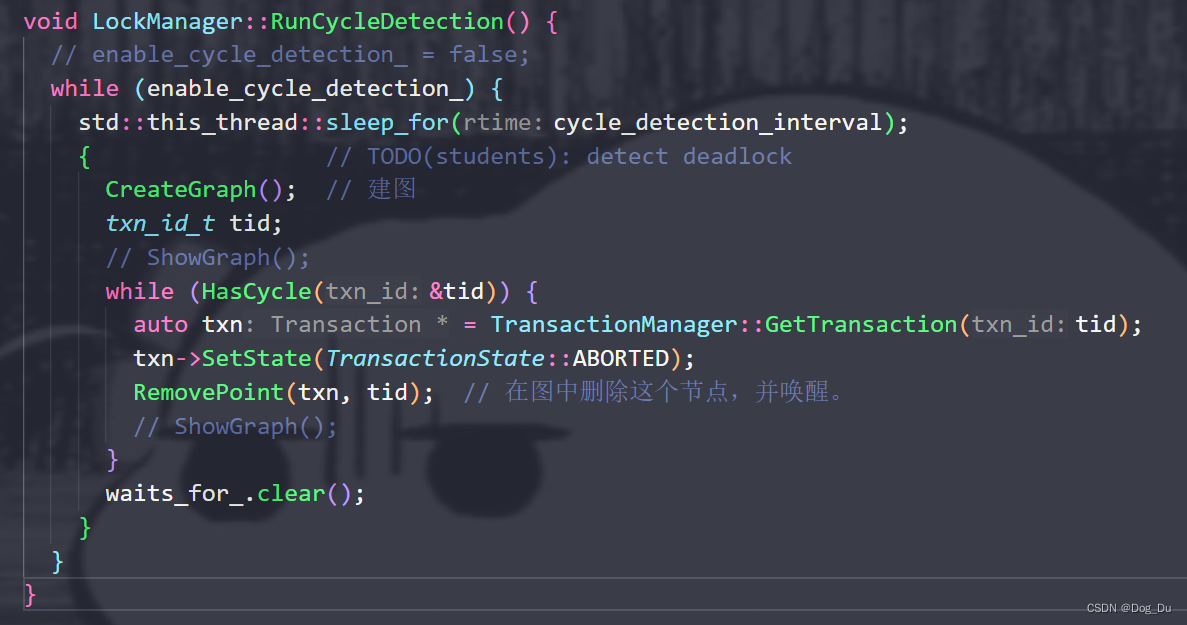 void LockManager::RunCycleDetection() {
// enable_cycle_detection_ = false;
while (enable_cycle_detection_) {
std::this_thread::sleep_for(rtime: cycle_detection_interval);
{ // TODO(students): detect deadlock
CreateGraph(); // 建图
txn_id_t tid;
// ShowGraph();
while (HasCycle(txn_id: &tid)) {
auto txn: Transaction * = TransactionManager::GetTransaction(txn_id: tid);
txn->SetState(TransactionState::ABORTED);
RemovePoint(txn, tid); // 在图中删除这个节点，并唤醒。
// ShowGraph();
}
waits_for_.clear();
}
}
}
CSDN @Dog_Du